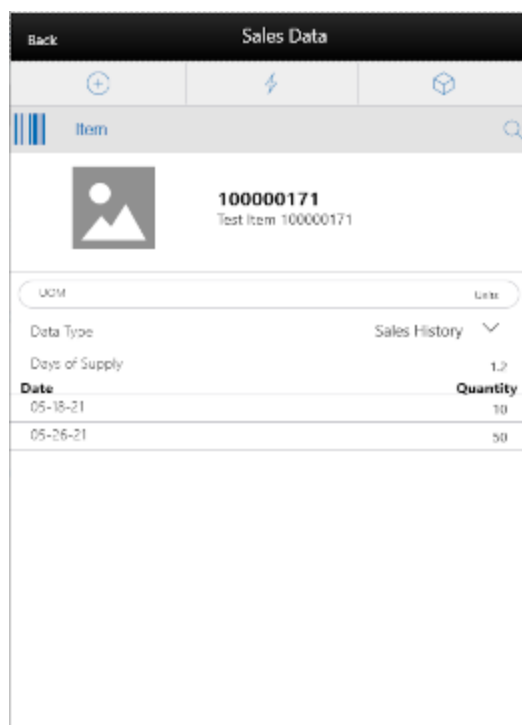 Back Sales Data
Item
100000171
Test Item 100000171
UOM Units
Data Type Sales History
Days of Supply 1.2
Date Quantity
05-18-21 10
05-26-21 50